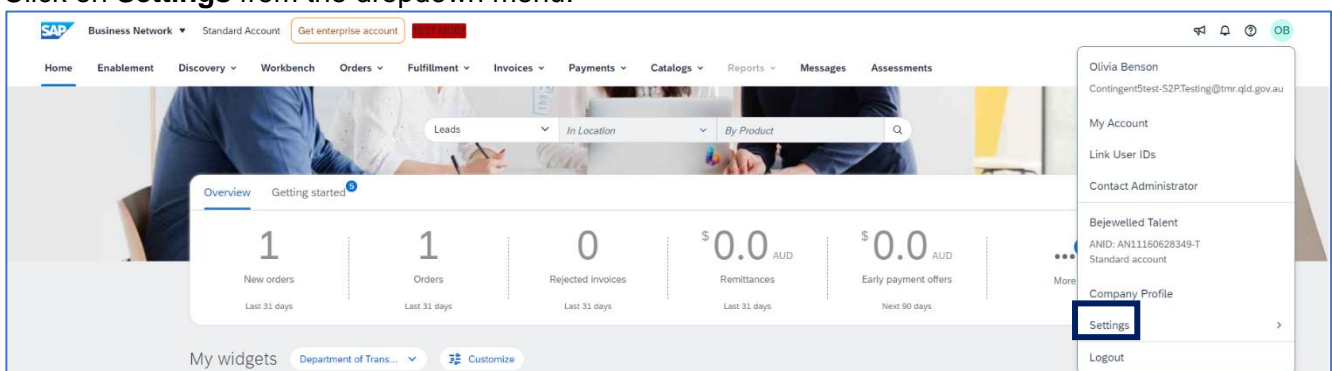 Click on Settings from the dropdown menu.
SAP Business Network Standard Account Get enterprise account TEST MODE
OB
Home Enablement Discovery Workbench Orders Fulfillment Invoices Payments Catalogs Reports Messages Assessments
Leads In Location By Product
Overview Getting started 5
1 1 0 $ 0.0 AUD $ 0.0 AUD ...
New orders Orders Rejected invoices Remittances Early payment offers More
Last 31 days Last 31 days Last 31 days Last 31 days Next 90 days
My widgets Department of Trans... Customize
Olivia Benson
Contingent5test-S2P.Testing@tmr.qld.gov.au
My Account
Link User IDs
Contact Administrator
Bejewelled Talent
ANID: AN11160628349-T
Standard account
Company Profile
Settings
Logout